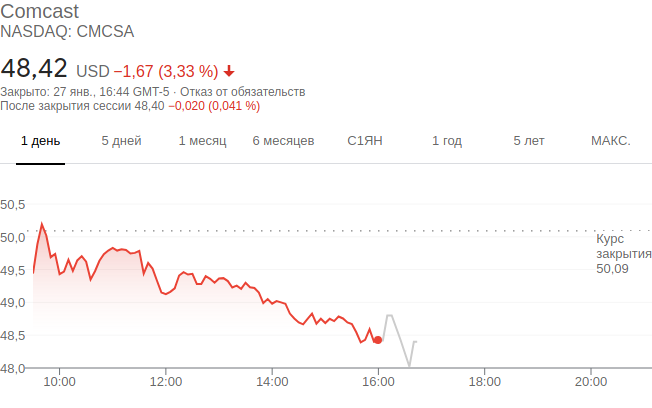 Comcast
NASDAQ: CMCSA
48,42 USD −1,67 (3,33 %)
Закрыто: 27 янв., 16:44 GMT-5 · Отказ от обязательств
После закрытия сессии 48,40 −0,020 (0,041 %)
1 день 5 дней 1 месяц 6 месяцев С1ЯН 1 год 5 лет МАКС.
50,5
50,0
49,5
49,0
48,5
48,0
Курс
закрытия
50,09
10:00 12:00 14:00 16:00 18:00 20:00